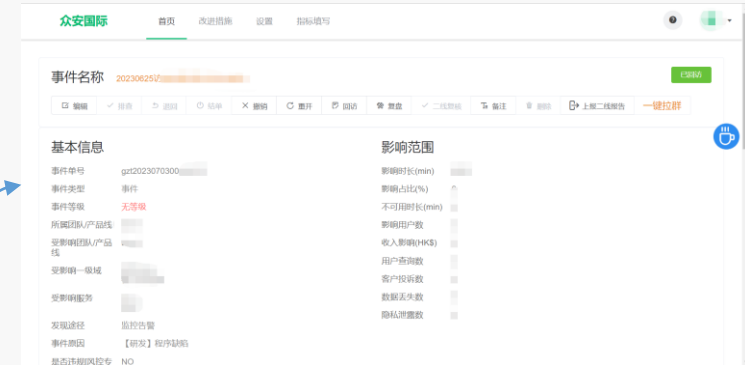 众安国际 首页 改进措施 设置 指标填写
事件名称 20230625 已回访
编辑 排查 返回 结单 撤销 重开 回访 复盘 二线复核 备注 删除 上报二线报告 一键拉群
基本信息 影响范围
事件单号 gzt2023070300 影响时长(min)
事件类型 事件 影响占比(%)
事件等级 无等级 不可用时长(min)
所属团队/产品线 影响用户数
受影响团队/产品线 收入影响(HK$)
用户查询数
受影响一级域 客户投诉数
受影响服务 数据丢失数
隐私泄露数
发现途径 监控告警
事件原因 【研发】程序缺陷
是否违规风控专 NO